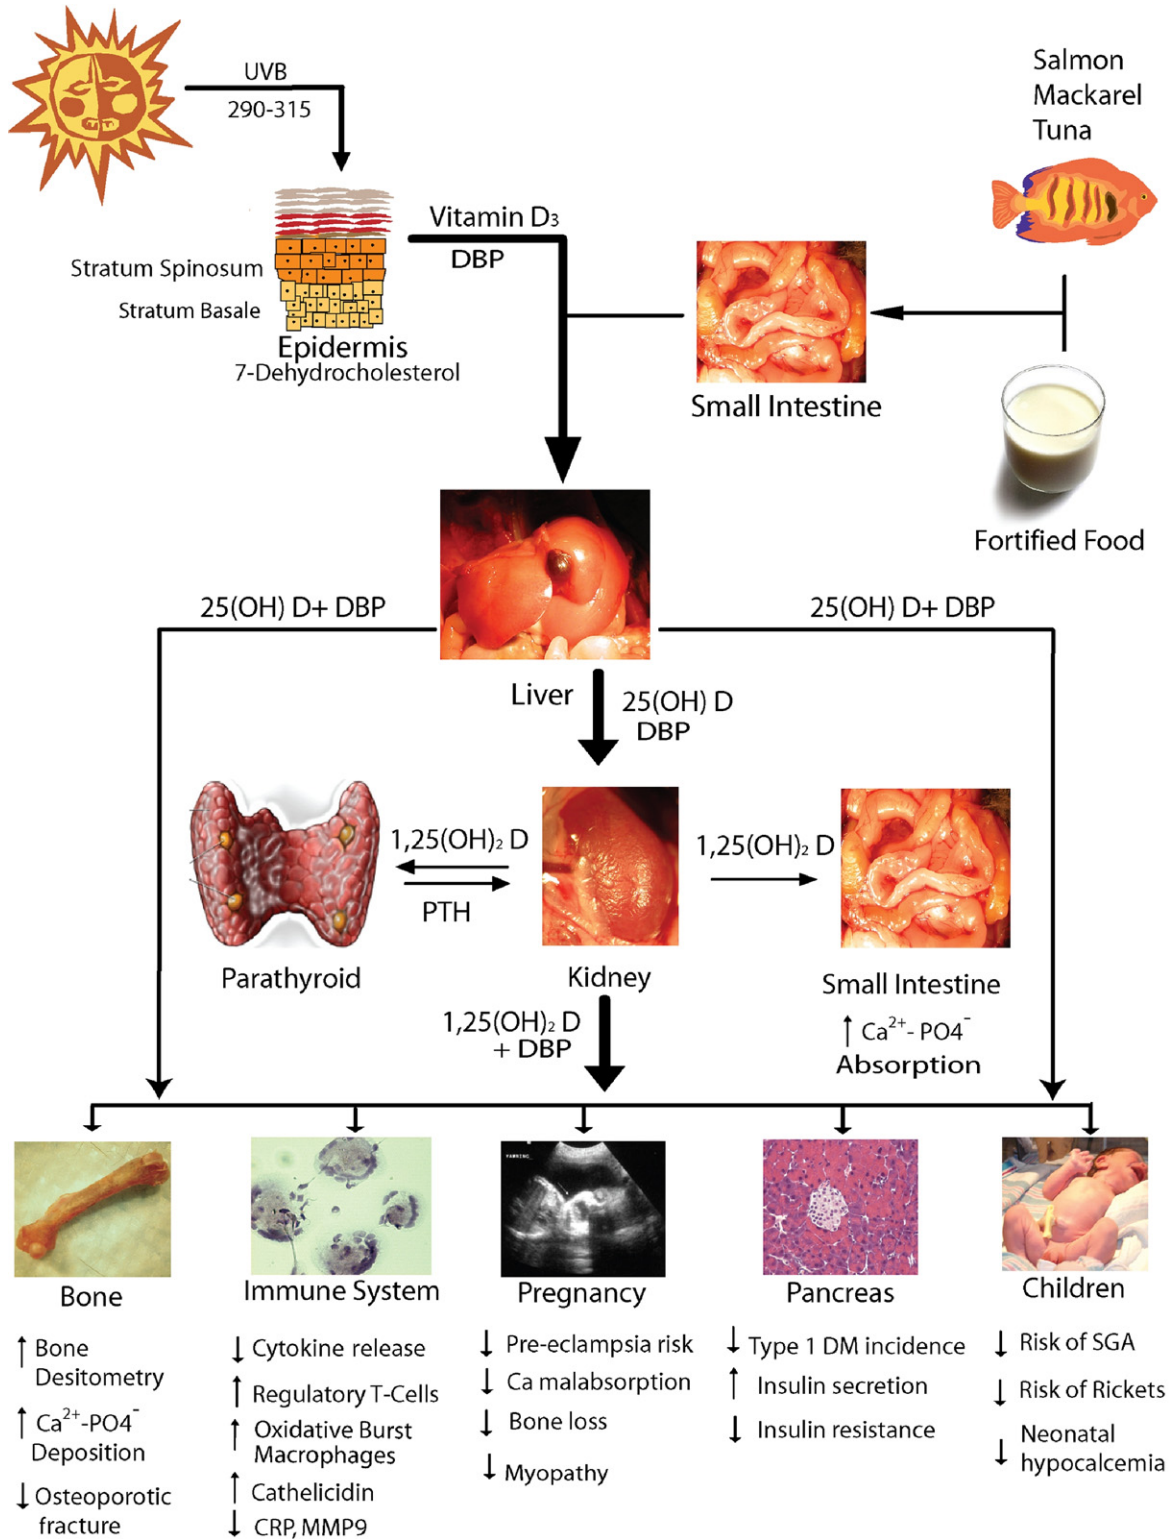 UVB
290-315
Salmon
Mackarel
Tuna
Vitamin D₃
DBP
Stratum Spinosum
Stratum Basale
Epidermis
7-Dehydrocholesterol
Small Intestine
Fortified Food
25(OH) D+ DBP
25(OH) D+ DBP
Liver
25(OH) D
DBP
1,25(OH)₂ D
PTH
1,25(OH)₂ D
Parathyroid
Kidney
Small Intestine
↑ Ca²⁺- PO4⁻
Absorption
1,25(OH)₂ D
+ DBP
YAWNING
Bone
↑ Bone
Desitometry
↑ Ca²⁺-PO4⁻
Deposition
↓ Osteoporotic
fracture
Immune System
↓ Cytokine release
↑ Regulatory T-Cells
↑ Oxidative Burst
Macrophages
↑ Cathelicidin
↓ CRP, MMP9
Pregnancy
↓ Pre-eclampsia risk
↓ Ca malabsorption
↓ Bone loss
↓ Myopathy
Pancreas
↓ Type 1 DM incidence
↑ Insulin secretion
↓ Insulin resistance
Children
↓ Risk of SGA
↓ Risk of Rickets
↓ Neonatal
hypocalcemia